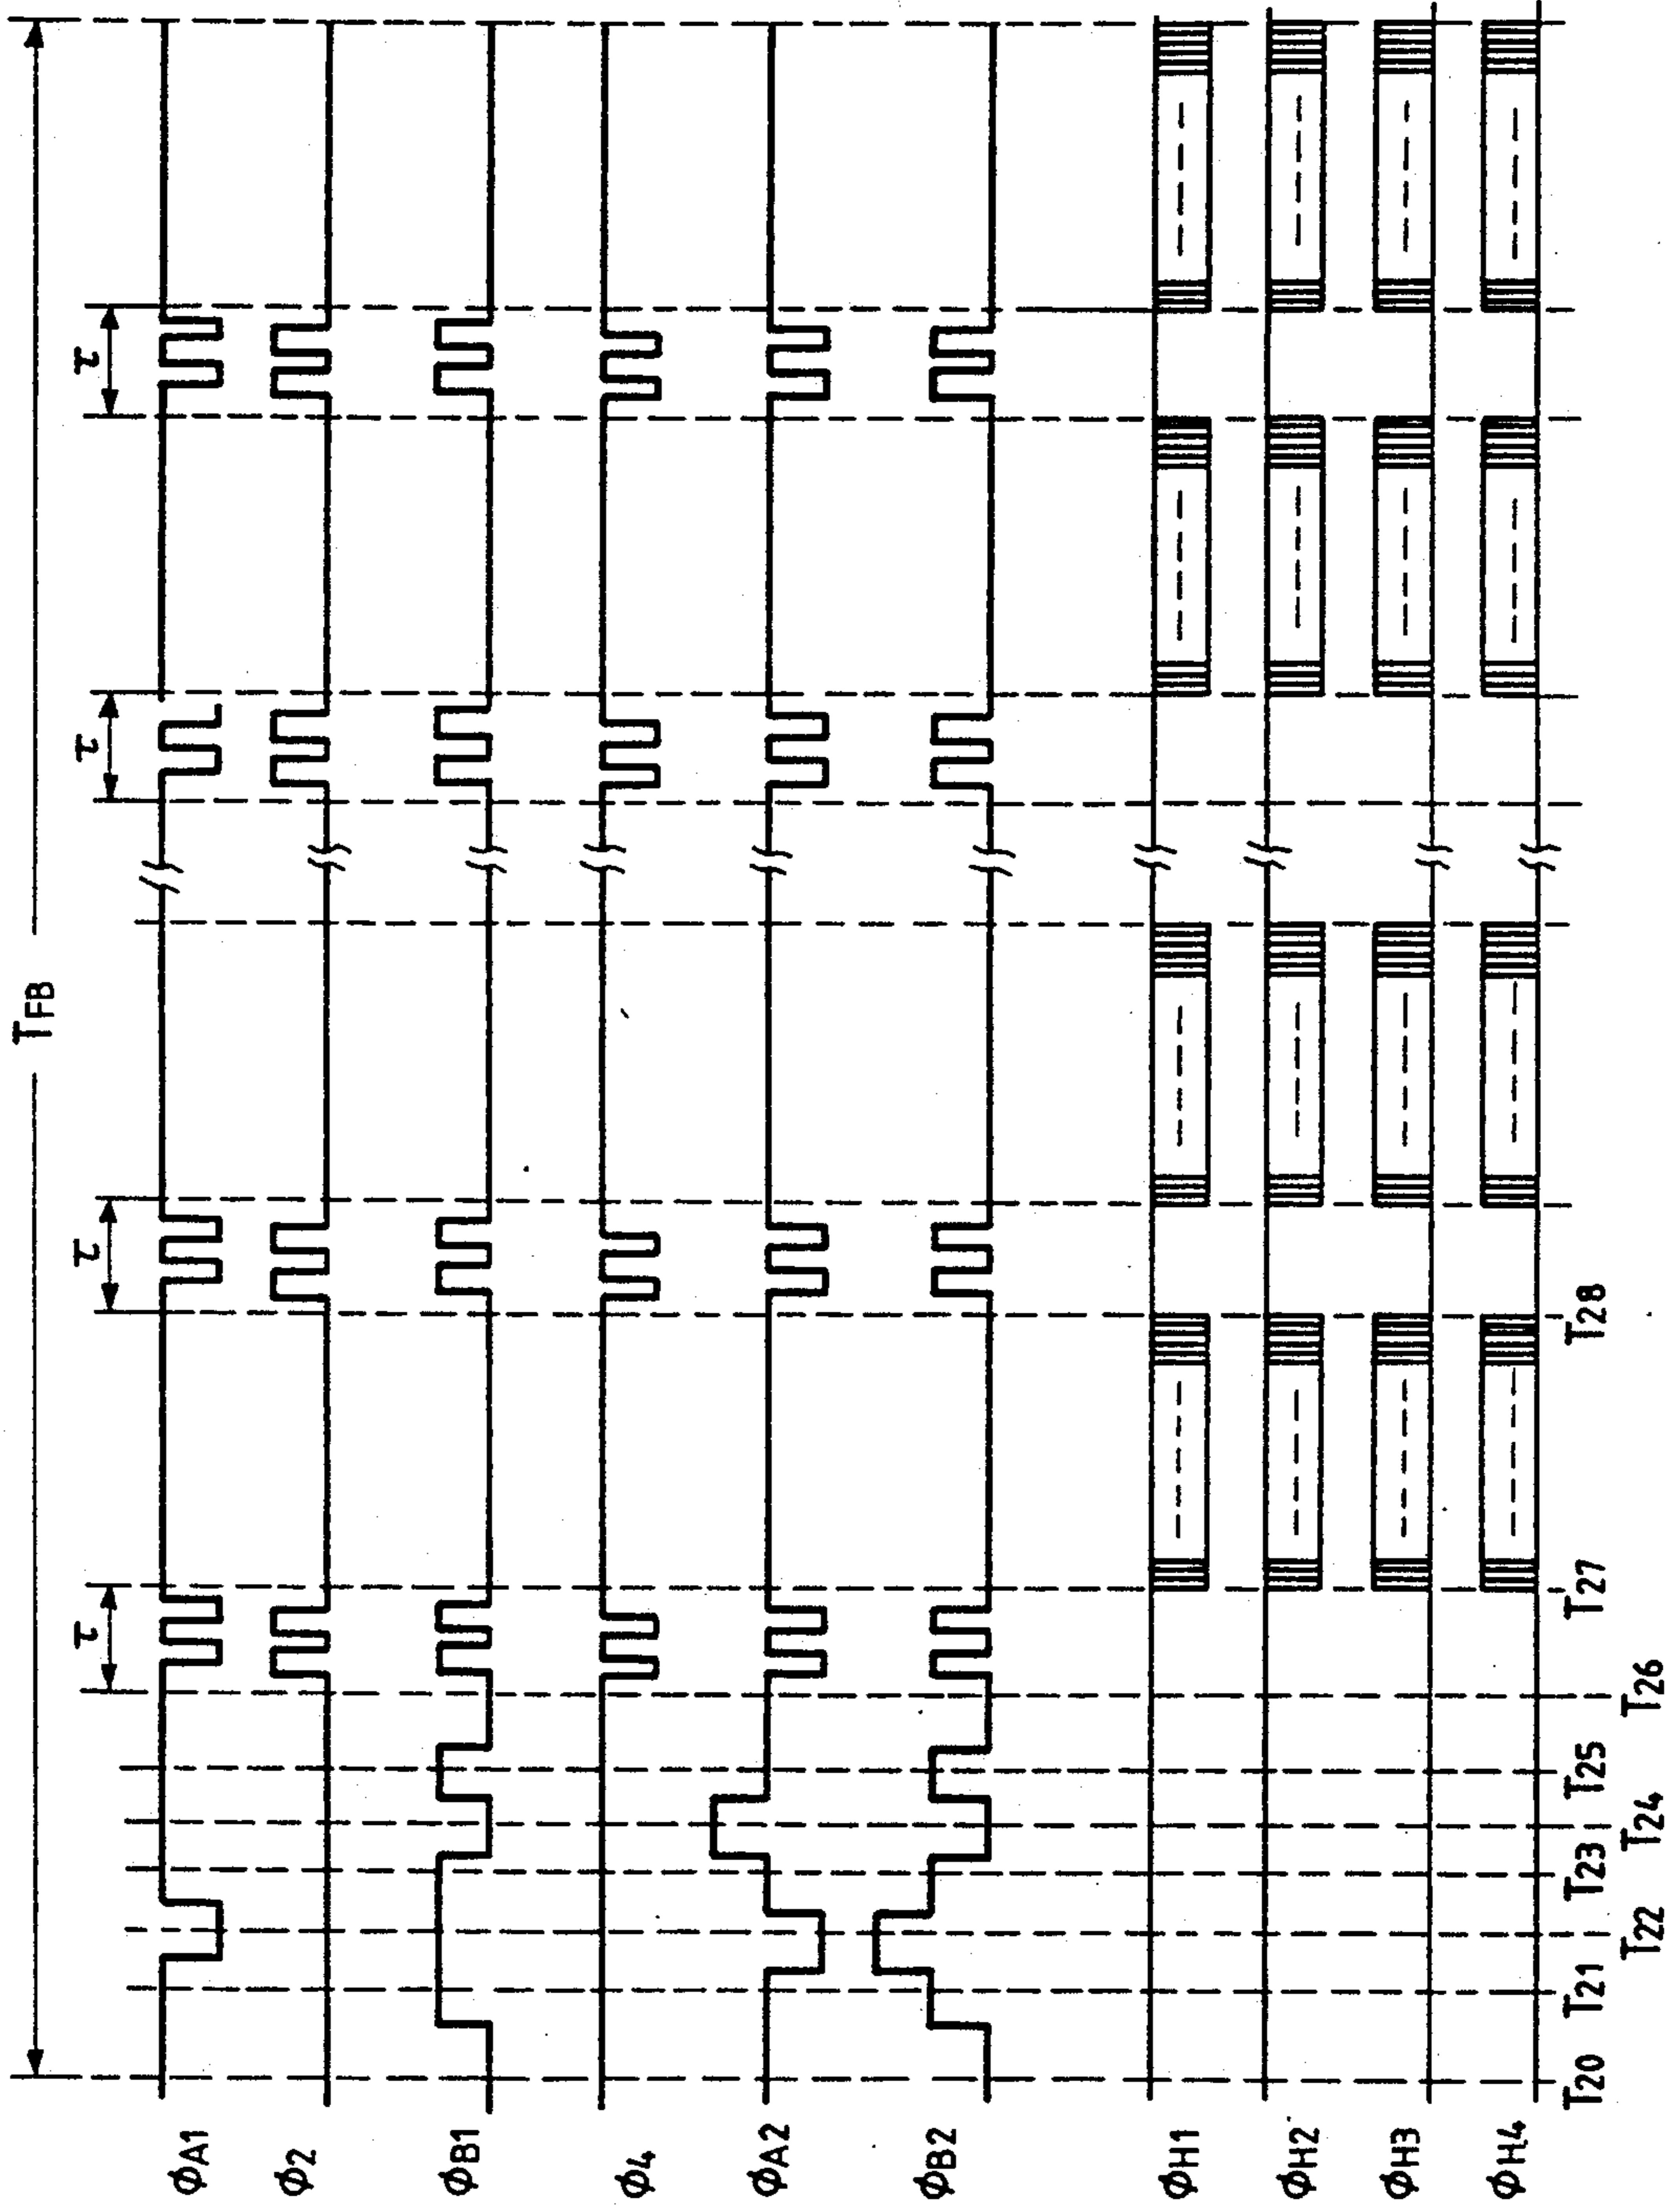 TFB
τ τ τ τ
ΦA1
Φ2
ΦB1
Φ4
ΦA2
ΦB2
ΦH1
ΦH2
ΦH3
ΦH4
T20 T21 T22 T23 T24 T25 T26 T27 T28